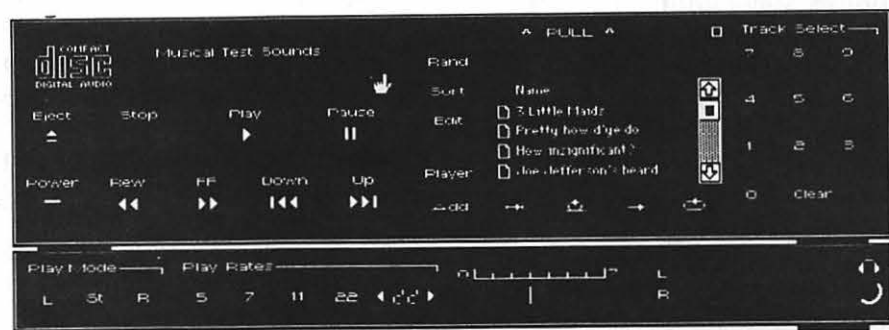 ^ PULL ^
Track Select
COMPACT
disc
DIGITAL AUDIO
Musical Test Sounds
Rand
7 8 9
Sort
Name
Eject Stop Play Pause
Edit
3 Little Maids
4 5 6
Pretty how d'ye do
How insignificant?
1 2 3
Power Rew FF Down Up
Player
Joe Jefferson's beard
Add
0 Clear
Play Mode
Play Rates
0 7
L
L St R
5 7 11 22
R